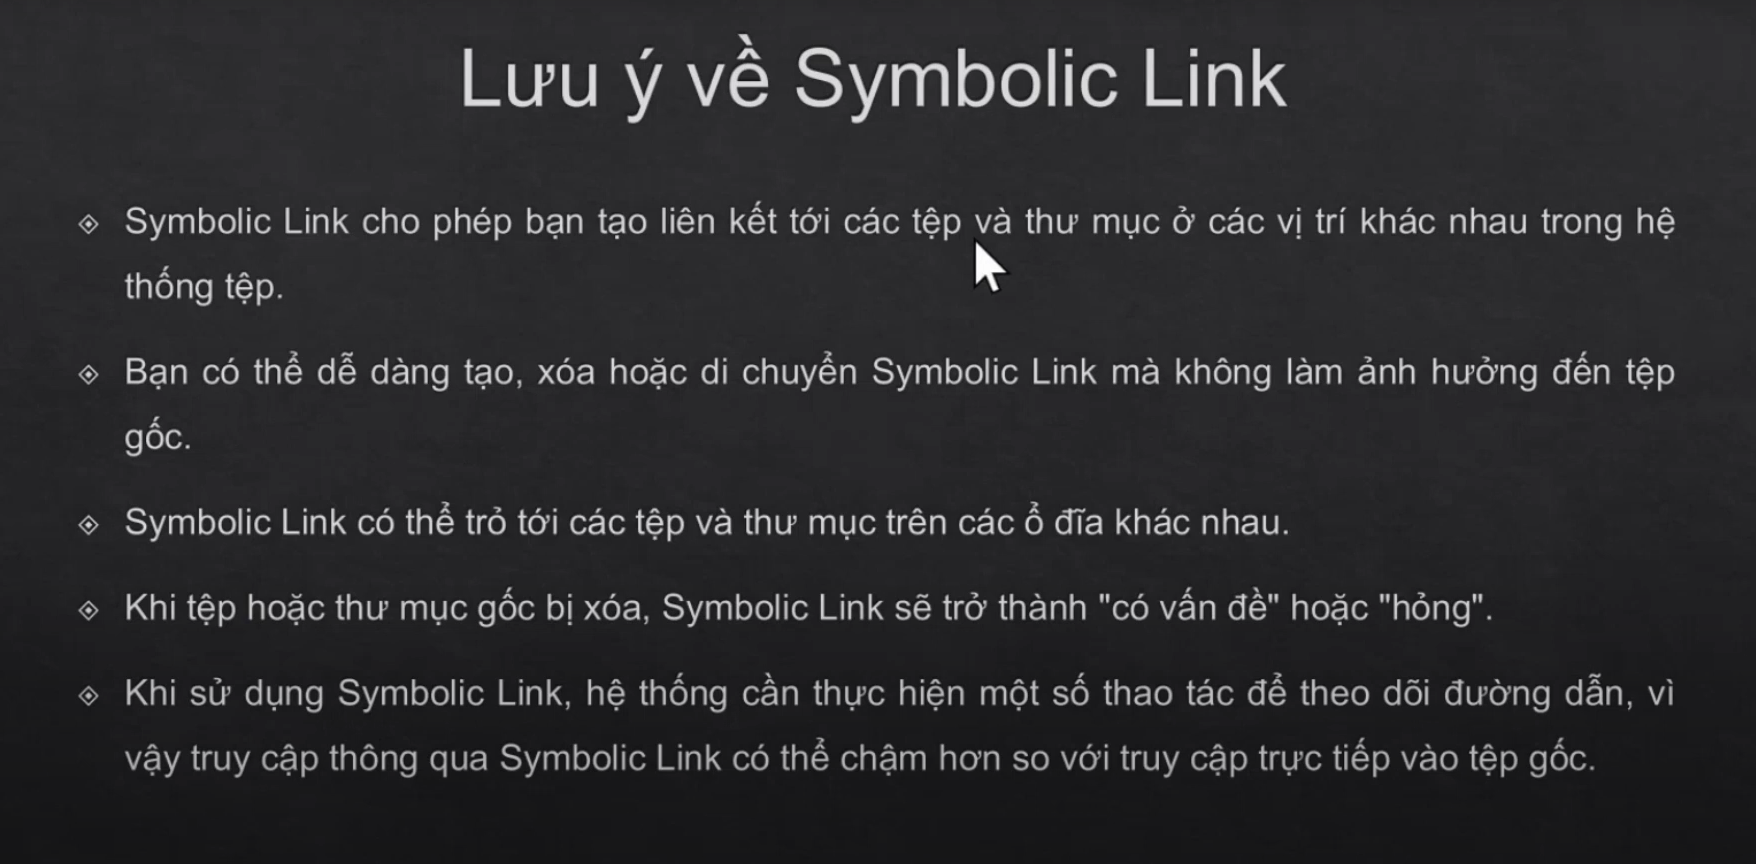 Lưu ý về Symbolic Link
Symbolic Link cho phép bạn tạo liên kết tới các tệp và thư mục ở các vị trí khác nhau trong hệ
thống tệp.
Bạn có thể dễ dàng tạo, xóa hoặc di chuyển Symbolic Link mà không làm ảnh hưởng đến tệp
gốc.
Symbolic Link có thể trỏ tới các tệp và thư mục trên các ổ đĩa khác nhau.
Khi tệp hoặc thư mục gốc bị xóa, Symbolic Link sẽ trở thành "có vấn đề" hoặc "hỏng".
Khi sử dụng Symbolic Link, hệ thống cần thực hiện một số thao tác để theo dõi đường dẫn, vì
vậy truy cập thông qua Symbolic Link có thể chậm hơn so với truy cập trực tiếp vào tệp gốc.